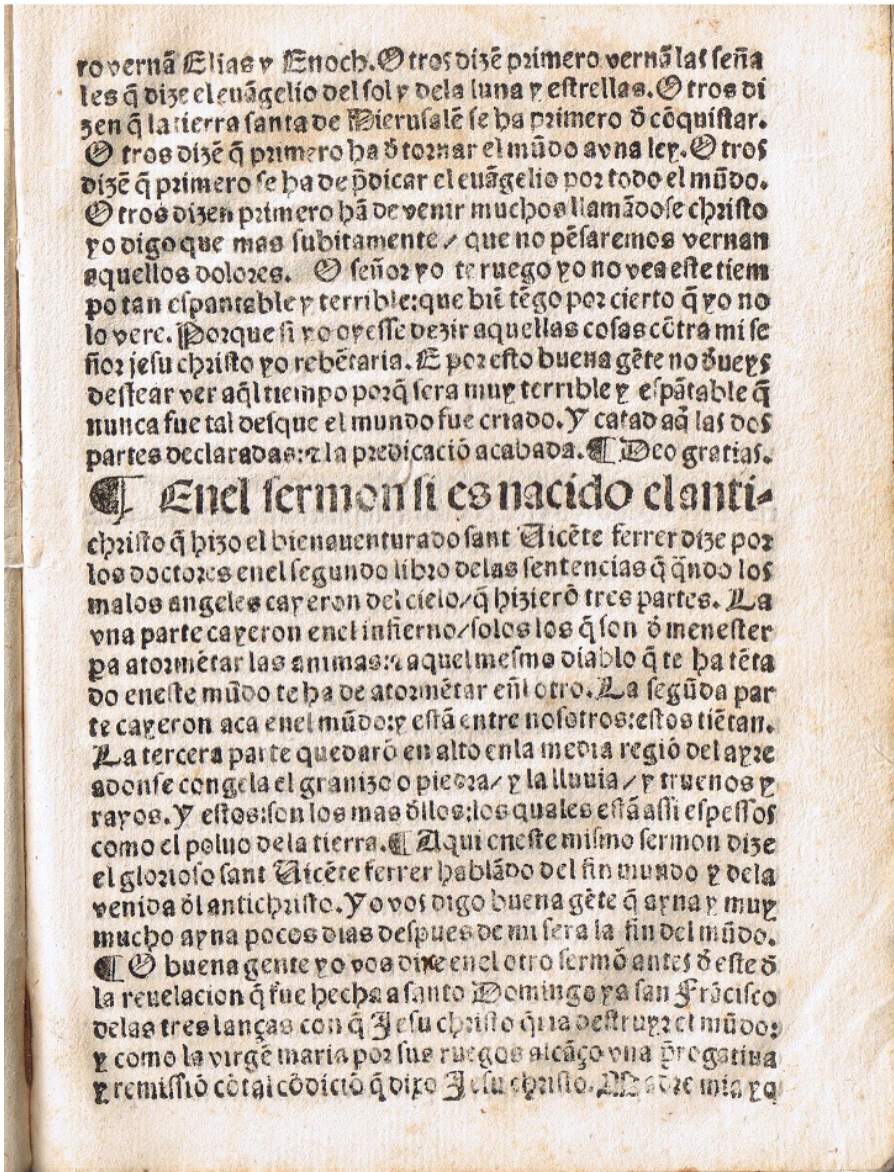 ro vernã Elias y Enoch. Otros dizẽ primero vernã las seña
les q̃ dize el euãgelio del sol y dela luna y estrellas. Otros di
zen q̃ la tierra santa de Hierusalẽ se ha primero ð cõquistar.
Otros dizẽ q̃ primero ha ð tornar el mũdo a vna ley. Otros
dizẽ q̃ primero se ha de p̃dicar el euãgelio por todo el mũdo.
Otros dizen primero hã de venir muchos llamãdose christo
yo digo que mas subitamente / que no pẽsaremos vernan
aquellos dolores. O señor yo te ruego yo no vea este tiem
po tan espantable y terrible: que biẽ tẽgo por cierto q̃ yo no
lo vere. Porque si yo oyesse dezir aquellas cosas cõtra mi se
ñor jesu christo yo rebẽtaria. E por esto buena gẽte no ðueys
dessear ver aq̃l tiempo porq̃ sera muy terrible y espãtable q̃
nunca fue tal desque el mundo fue criado. Y catad aq̃ las dos
partes declaradas: ⁊ la predicaciõ acabada. ¶ Deo gratias.
¶ Enel sermon si es nacido el anti-
christo q̃ hizo el bienauenturado sant Vicẽte ferrer dize por
los doctores enel segundo libro delas sentencias q̃ q̃ndo los
malos angeles cayeron del cielo / q̃ hizierõ tres partes. La
vna parte cayeron enel infierno / solos los q̃ son ð menester
pa atormẽtar las animas: ⁊ aquel mesmo diablo q̃ te ha tẽta
do eneste mũdo te ha de atormẽtar eñl otro. La segũda par
te cayeron aca enel mũdo: y estã entre nosotros: estos tiẽtan.
La tercera parte quedarõ en alto enla media regiõ del ayre
adonse congela el granizo o piedra / y la lluuia / y truenos y
rayos. Y estos: son los mas ðllos: los quales estã assi espessos
como el poluo dela tierra. ¶ Aqui eneste mismo sermon dize
el glorioso sant Vicẽte ferrer hablãdo del fin mundo y dela
venida ðl antichristo. Yo vos digo buena gẽte q̃ ayna y muy
mucho ayna pocos dias despues de mi sera la fin del mũdo.
¶ O buena gente yo vos dixe enel otro sermõ antes ð este ð
la reuelacion q̃ fue hecha a santo Domingo y a san Frãcisco
delas tres lanças con q̃ Jesu christo q̃ria destruyr el mũdo:
y como la virgẽ maria por sus ruegos alcãço vna p̃rogatiua
y remissiõ cõ tal cõdiciõ q̃ dixo Jesu christo. Madre mia yo